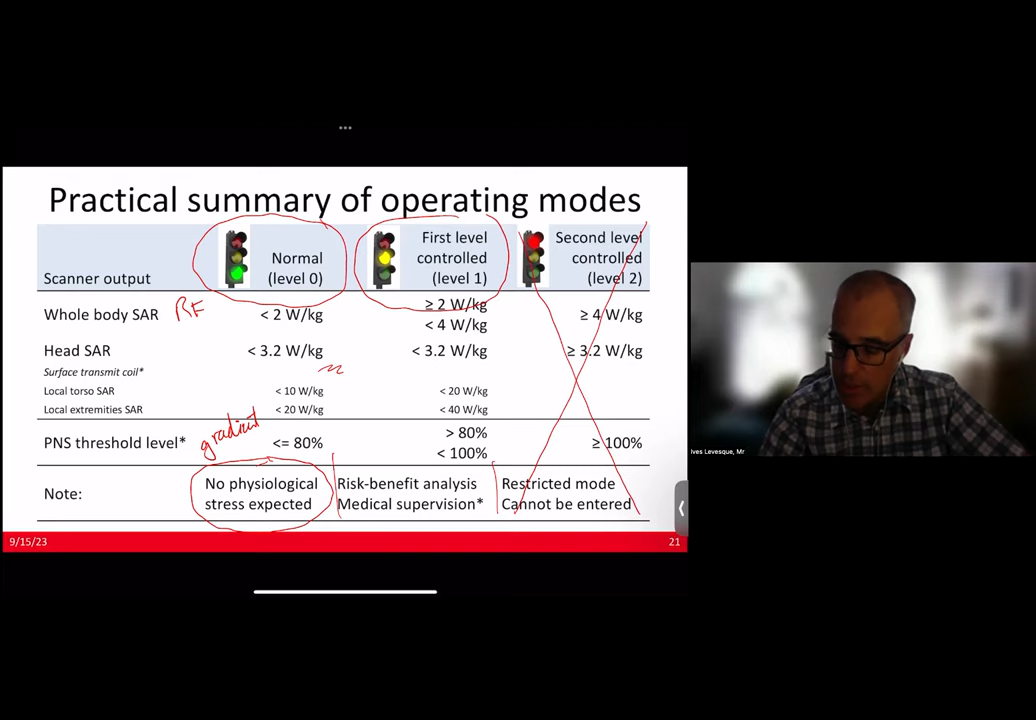 Practical summary of operating modes
Scanner output
Normal
(level 0)
First level
controlled
(level 1)
Second level
controlled
(level 2)
Whole body SAR RF < 2 W/kg ≥ 2 W/kg
< 4 W/kg ≥ 4 W/kg
Head SAR < 3.2 W/kg < 3.2 W/kg ≥ 3.2 W/kg
Surface transmit coil*
Local torso SAR < 10 W/kg < 20 W/kg
Local extremities SAR < 20 W/kg < 40 W/kg
gradient
PNS threshold level* <= 80% > 80%
< 100% ≥ 100%
Note:
No physiological
stress expected
Risk-benefit analysis
Medical supervision*
Restricted mode
Cannot be entered
9/15/23 21
Ives Levesque, Mr